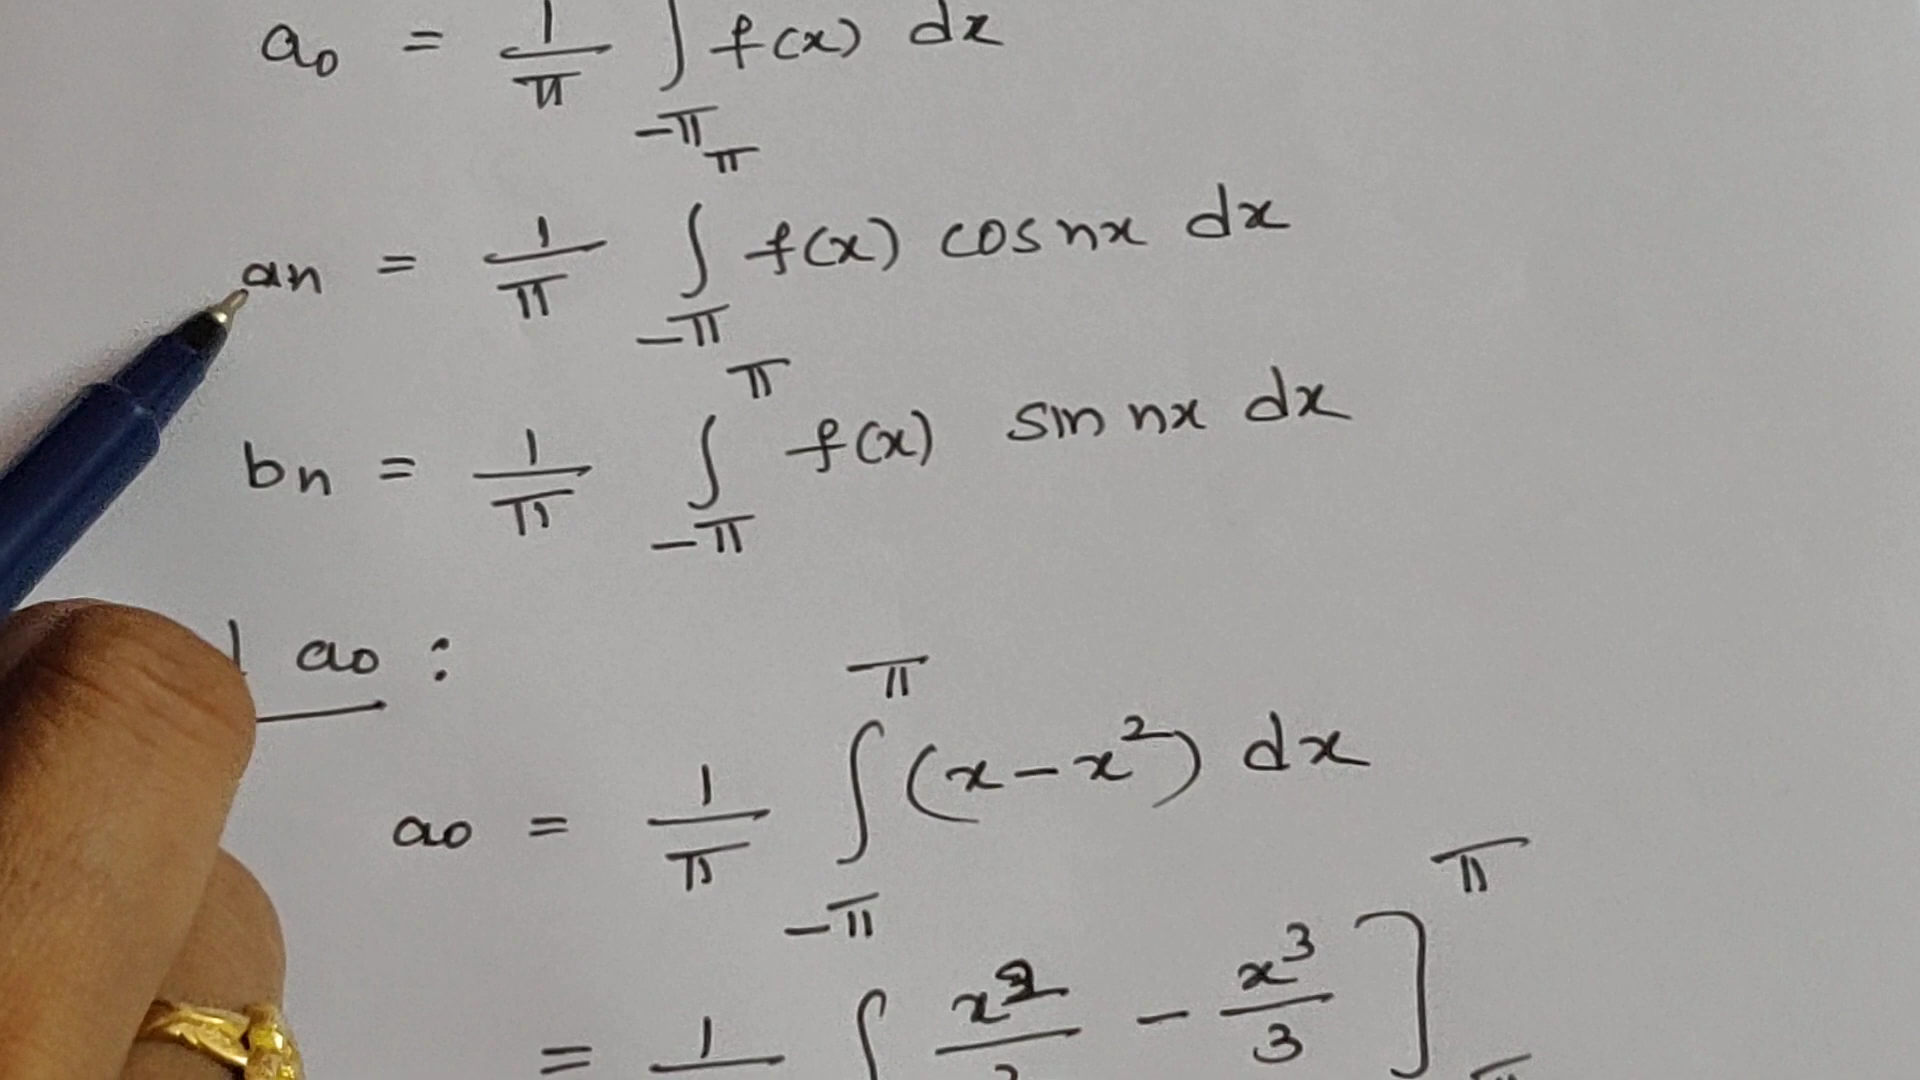 a₀ = 1/π ∫_{-π} f(x) dx
aₙ = 1/π ∫_{-π}^{π} f(x) cos nx dx
bₙ = 1/π ∫_{-π}^{π} f(x) sin nx dx
a₀ :
a₀ = 1/π ∫_{-π}^{π} (x - x²) dx
= 1 [ x² - x³/3 ]^{π}